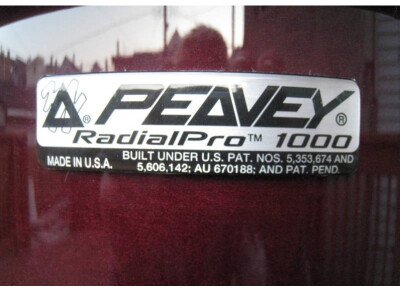 PEAVEY®
RadialPro™ 1000
MADE IN U.S.A.
BUILT UNDER U.S. PAT. NOS. 5,353,674 AND
5,606,142; AU 670188; AND PAT. PEND.